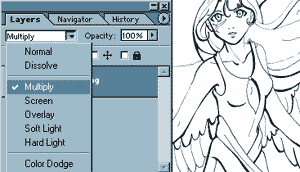 Layers Navigator History
Multiply Opacity: 100%
Normal
Dissolve
Multiply
Screen
Overlay
Soft Light
Hard Light
Color Dodge